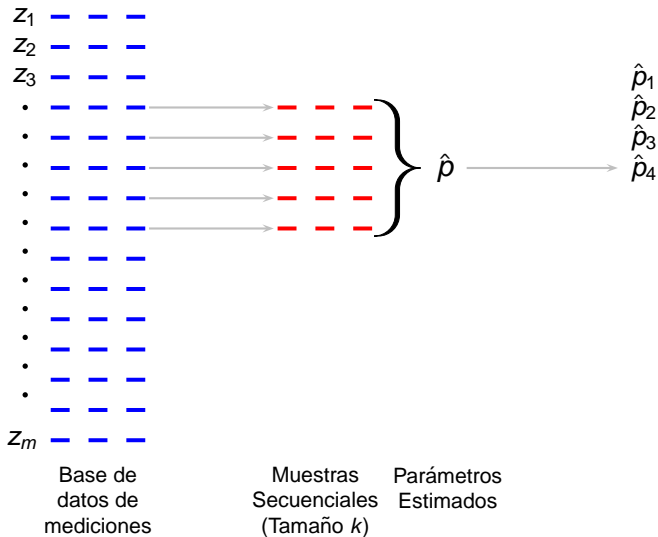 z1
z2
z3
p̂
p̂1
p̂2
p̂3
p̂4
zm
Base de
datos de
mediciones
Muestras
Secuenciales
(Tamaño k)
Parámetros
Estimados